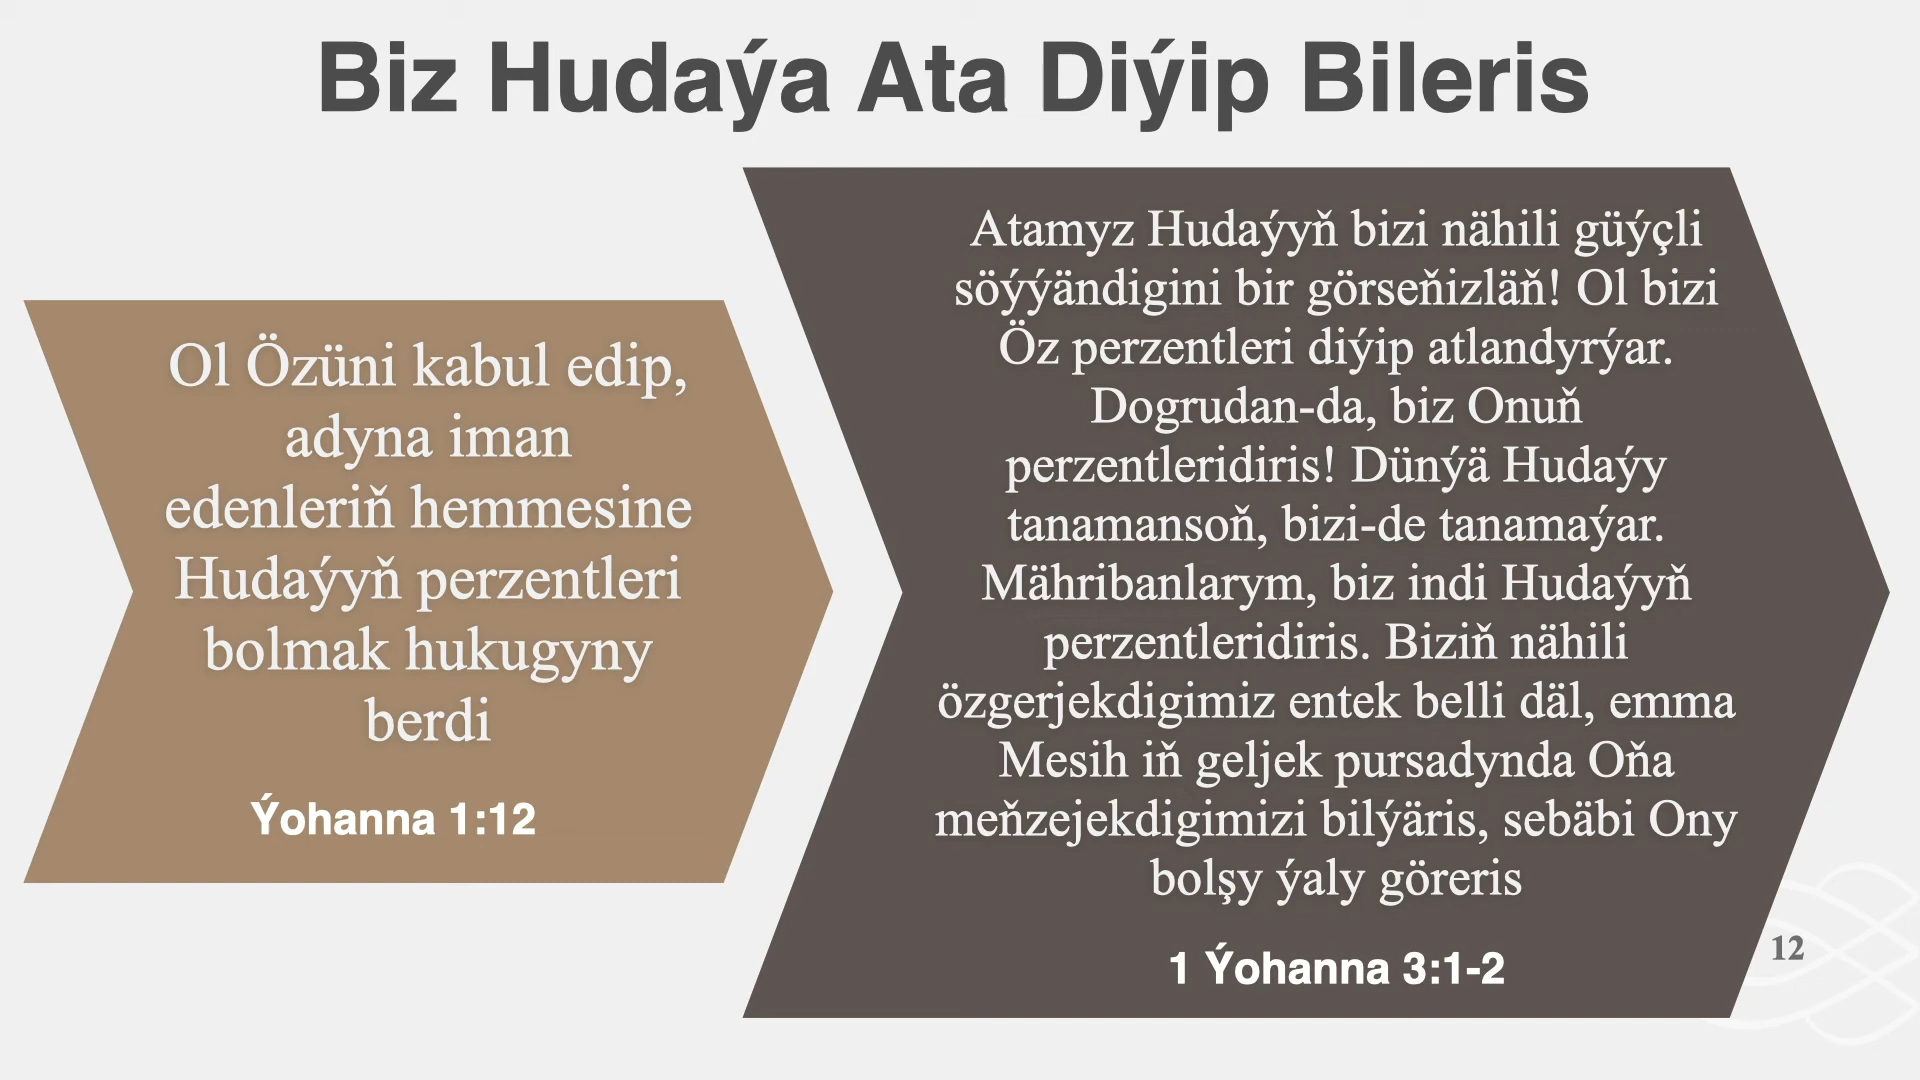 Biz Hudaýa Ata Diýip Bileris
Ol Özüni kabul edip,
adyna iman
edenleriň hemmesine
Hudaýyň perzentleri
bolmak hukugyny
berdi
Ýohanna 1:12
Atamyz Hudaýyň bizi nähili güýçli
söýýändigini bir görseňizläň! Ol bizi
Öz perzentleri diýip atlandyrýar.
Dogrudan-da, biz Onuň
perzentleridiris! Dünýä Hudaýy
tanamansoň, bizi-de tanamaýar.
Mähribanlarym, biz indi Hudaýyň
perzentleridiris. Biziň nähili
özgerjekdigimiz entek belli däl, emma
Mesih iň geljek pursadynda Oňa
meňzejekdigimizi bilýäris, sebäbi Ony
bolşy ýaly göreris
1 Ýohanna 3:1-2
12